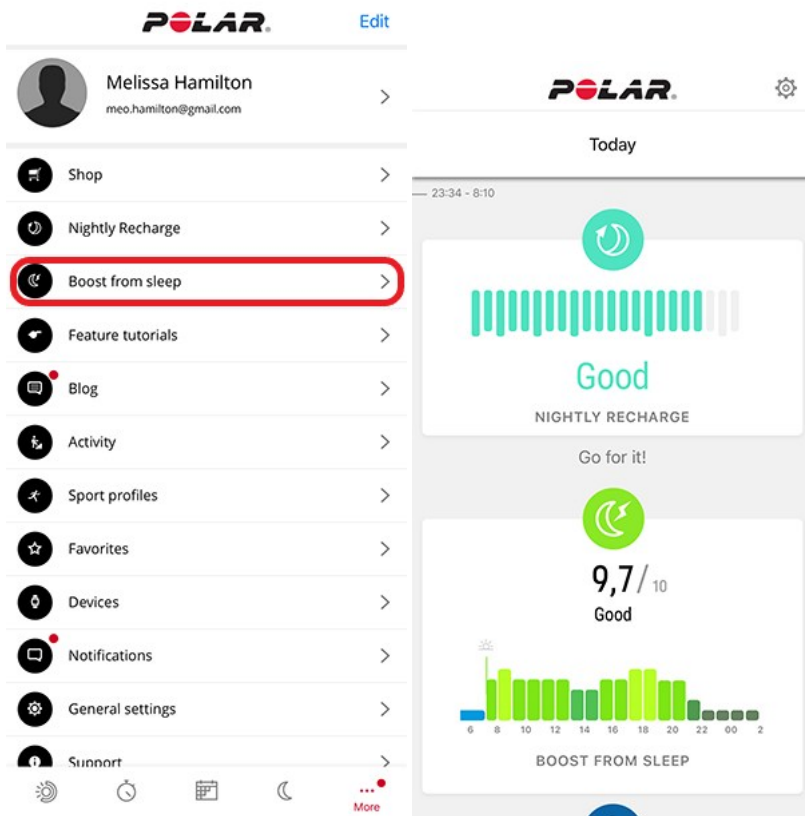 POLAR.
Edit
Melissa Hamilton
meo.hamilton@gmail.com
Shop
Nightly Recharge
Boost from sleep
Feature tutorials
Blog
Activity
Sport profiles
Favorites
Devices
Notifications
General settings
Support
More
POLAR.
Today
23:34 - 8:10
Good
NIGHTLY RECHARGE
Go for it!
9,7/10
Good
6 8 10 12 14 16 18 20 22 00 2
BOOST FROM SLEEP